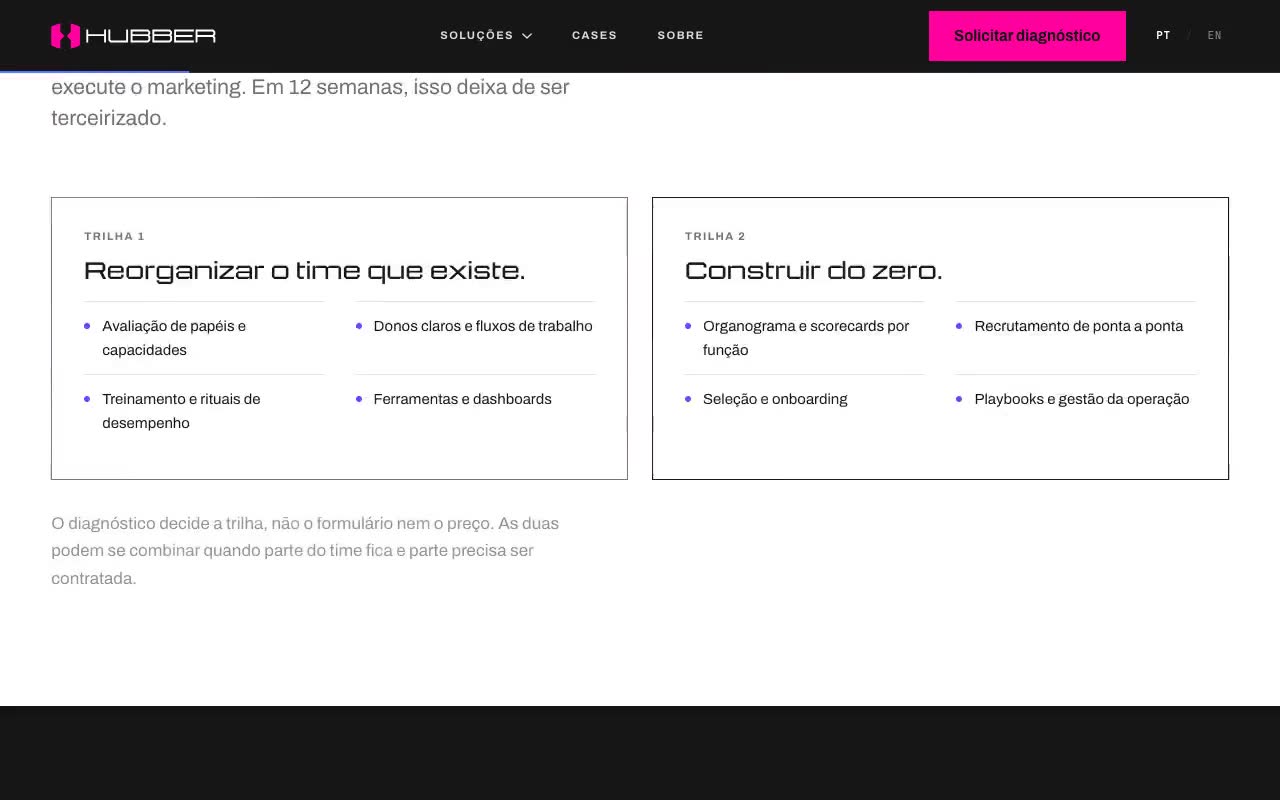 HUBBER
SOLUÇÕES
CASES
SOBRE
Solicitar diagnóstico
PT / EN
execute o marketing. Em 12 semanas, isso deixa de ser
terceirizado.
TRILHA 1
Reorganizar o time que existe.
Avaliação de papéis e
capacidades
Donos claros e fluxos de trabalho
Treinamento e rituais de
desempenho
Ferramentas e dashboards
TRILHA 2
Construir do zero.
Organograma e scorecards por
função
Recrutamento de ponta a ponta
Seleção e onboarding
Playbooks e gestão da operação
O diagnóstico decide a trilha, não o formulário nem o preço. As duas
podem se combinar quando parte do time fica e parte precisa ser
contratada.